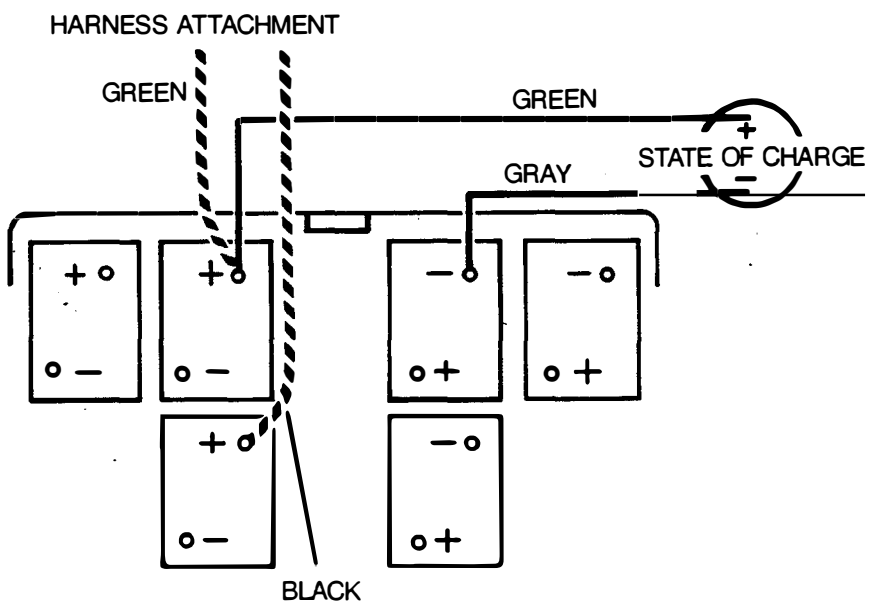 HARNESS ATTACHMENT
GREEN
GREEN
+
STATE OF CHARGE
−
GRAY
+
+
−
−
−
−
+
+
+
−
−
+
BLACK